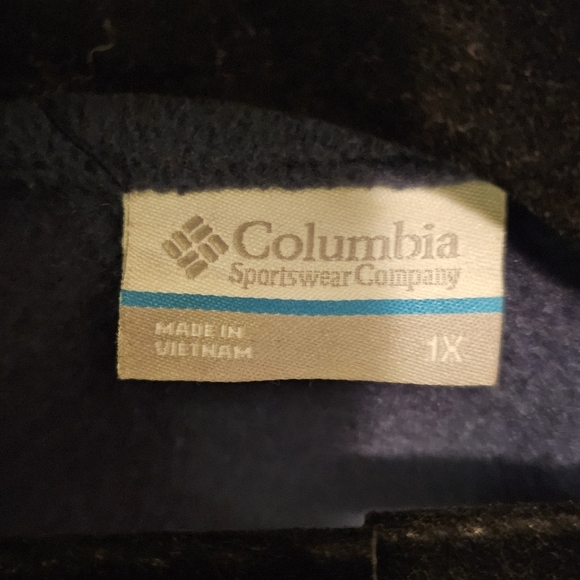 Columbia
Sportswear Company
MADE IN
VIETNAM
1X